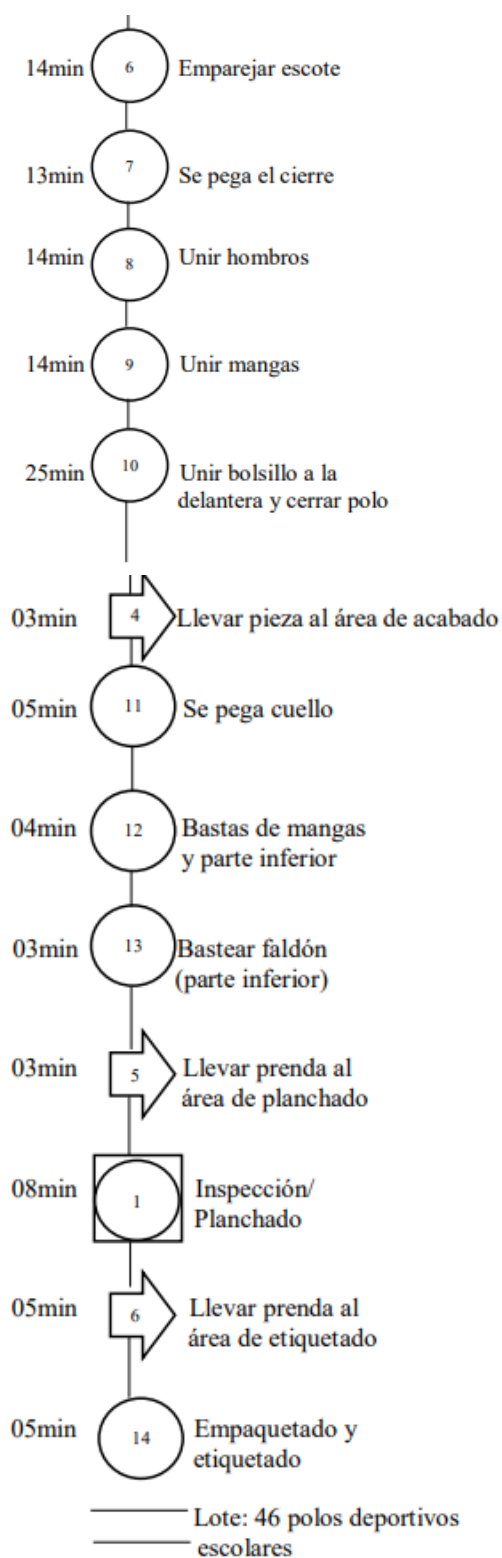 14min 6 Emparejar escote
13min 7 Se pega el cierre
14min 8 Unir hombros
14min 9 Unir mangas
25min 10 Unir bolsillo a la
delantera y cerrar polo
03min 4 Llevar pieza al área de acabado
05min 11 Se pega cuello
04min 12 Bastas de mangas
y parte inferior
03min 13 Bastear faldón
(parte inferior)
03min 5 Llevar prenda al
área de planchado
08min 1 Inspección/
Planchado
05min 6 Llevar prenda al
área de etiquetado
05min 14 Empaquetado y
etiquetado
Lote: 46 polos deportivos
escolares